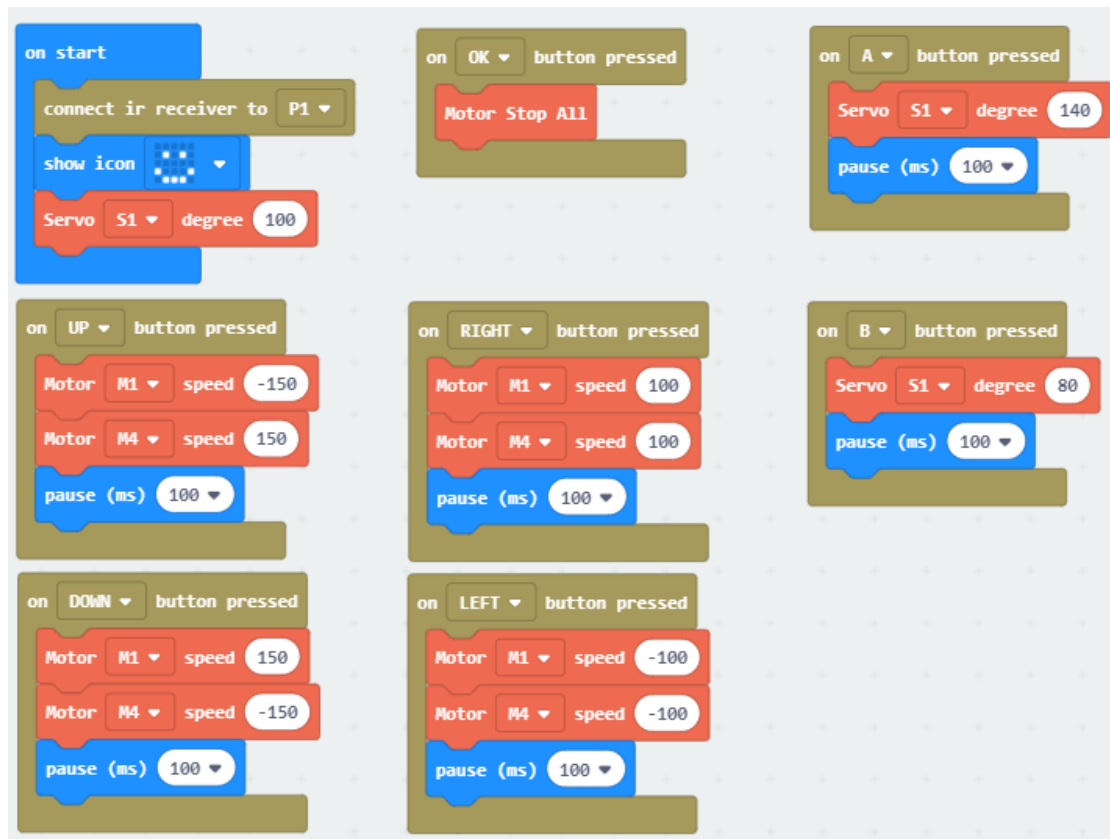 on start
connect ir receiver to P1
show icon
Servo S1 degree 100
on OK button pressed
Motor Stop All
on A button pressed
Servo S1 degree 140
pause (ms) 100
on UP button pressed
Motor M1 speed -150
Motor M4 speed 150
pause (ms) 100
on RIGHT button pressed
Motor M1 speed 100
Motor M4 speed 100
pause (ms) 100
on B button pressed
Servo S1 degree 80
pause (ms) 100
on DOWN button pressed
Motor M1 speed 150
Motor M4 speed -150
pause (ms) 100
on LEFT button pressed
Motor M1 speed -100
Motor M4 speed -100
pause (ms) 100